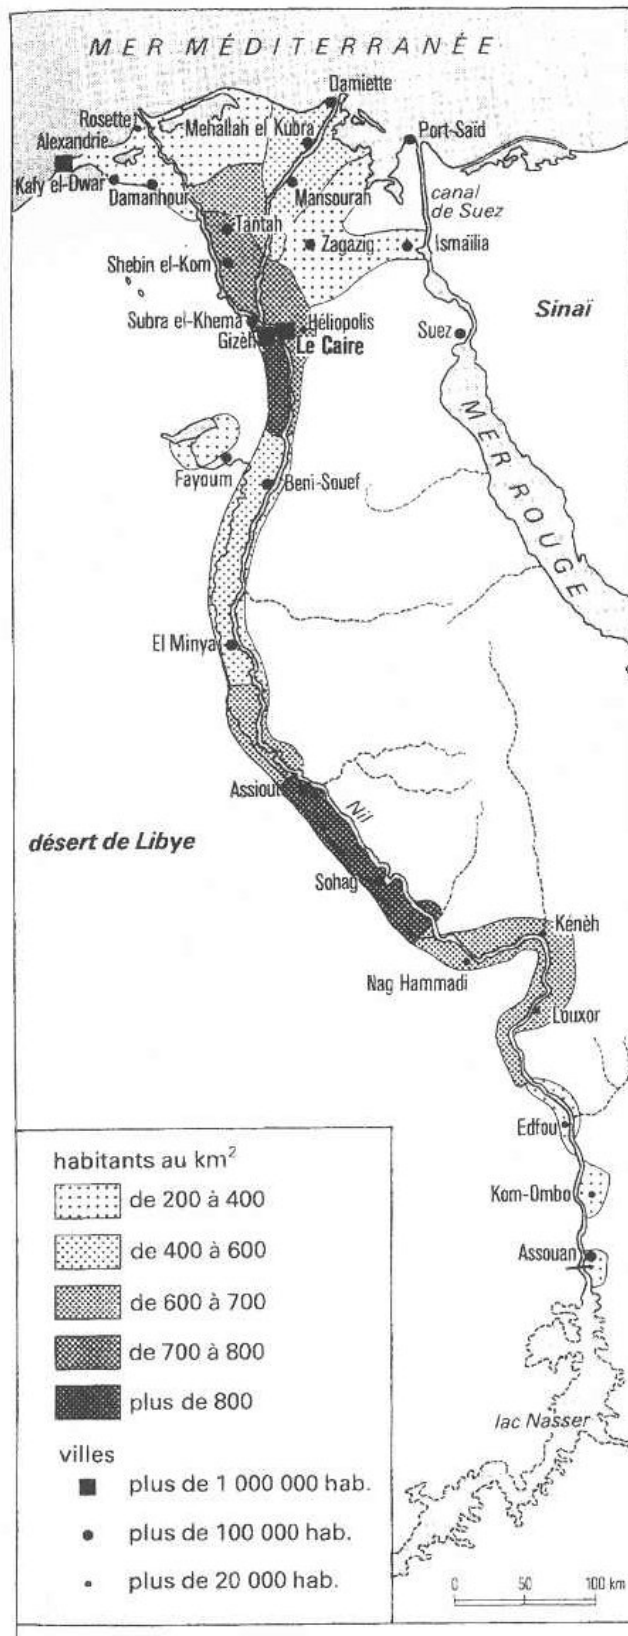 MER MÉDITERRANÉE
Damiette
Rosette
Mehallah el Kubra
Port-Saïd
Alexandrie
Kafy el-Dwar
Damanhour
Mansourah
canal
de Suez
Tantah
Zagazig
Ismaïlia
Shebin el-Kom
Sinaï
Subra el-Khema
Héliopolis
Gizeh
Le Caire
Suez
MER ROUGE
Fayoum
Beni-Souef
El Minya
Assiout
Nil
désert de Libye
Sohag
Kénèh
Nag Hammadi
Louxor
Edfou
Kom-Ombo
Assouan
lac Nasser
habitants au km²
de 200 à 400
de 400 à 600
de 600 à 700
de 700 à 800
plus de 800
villes
plus de 1 000 000 hab.
plus de 100 000 hab.
plus de 20 000 hab.
0 50 100 km